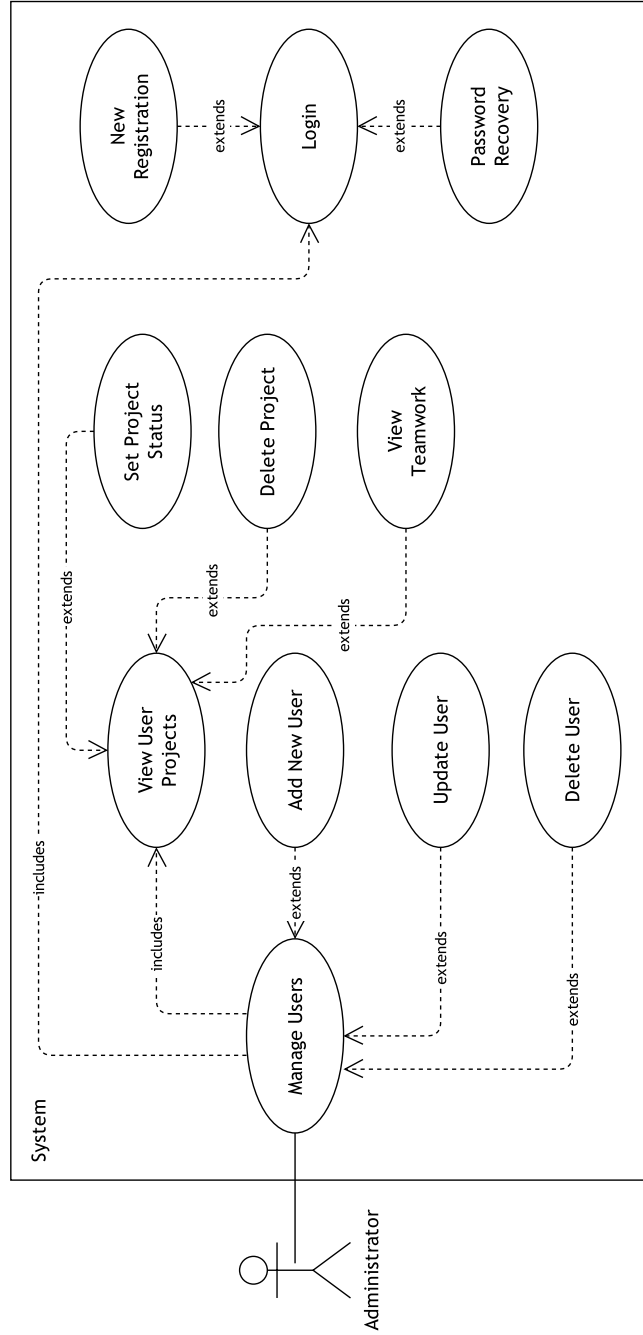 System
Administrator
Manage Users
includes
includes
extends
extends
extends
View User
Projects
Add New User
Update User
Delete User
extends
extends
extends
Set Project
Status
Delete Project
View
Teamwork
New
Registration
extends
Login
extends
Password
Recovery